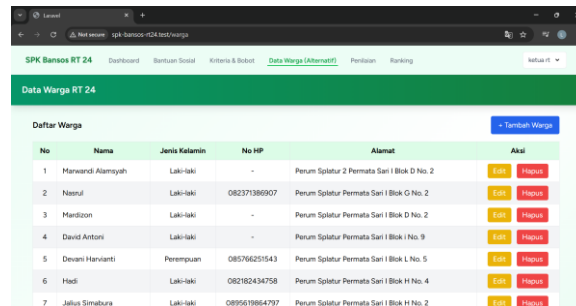 Laravel
Not secure spk-bansos-rt24.test/warga
SPK Bansos RT 24 Dashboard Bantuan Sosial Kriteria & Bobot Data Warga (Alternatif) Penilaian Ranking ketua rt
Data Warga RT 24
Daftar Warga + Tambah Warga
No Nama Jenis Kelamin No HP Alamat Aksi
1 Marwandi Alamsyah Laki-laki - Perum Splatur 2 Permata Sari I Blok D No. 2 Edit Hapus
2 Nasrul Laki-laki 082371386907 Perum Splatur Permata Sari I Blok G No. 2 Edit Hapus
3 Mardizon Laki-laki - Perum Splatur Permata Sari I Blok D No. 2 Edit Hapus
4 David Antoni Laki-laki - Perum Splatur Permata Sari I Blok i No. 9 Edit Hapus
5 Devani Harvianti Perempuan 085766251543 Perum Splatur Permata Sari I Blok L No. 5 Edit Hapus
6 Hadi Laki-laki 082182434758 Perum Splatur Permata Sari I Blok H No. 4 Edit Hapus
7 Jalius Simabura Laki-laki 0895619864797 Perum Splatur Permata Sari I Blok H No. 2 Edit Hapus